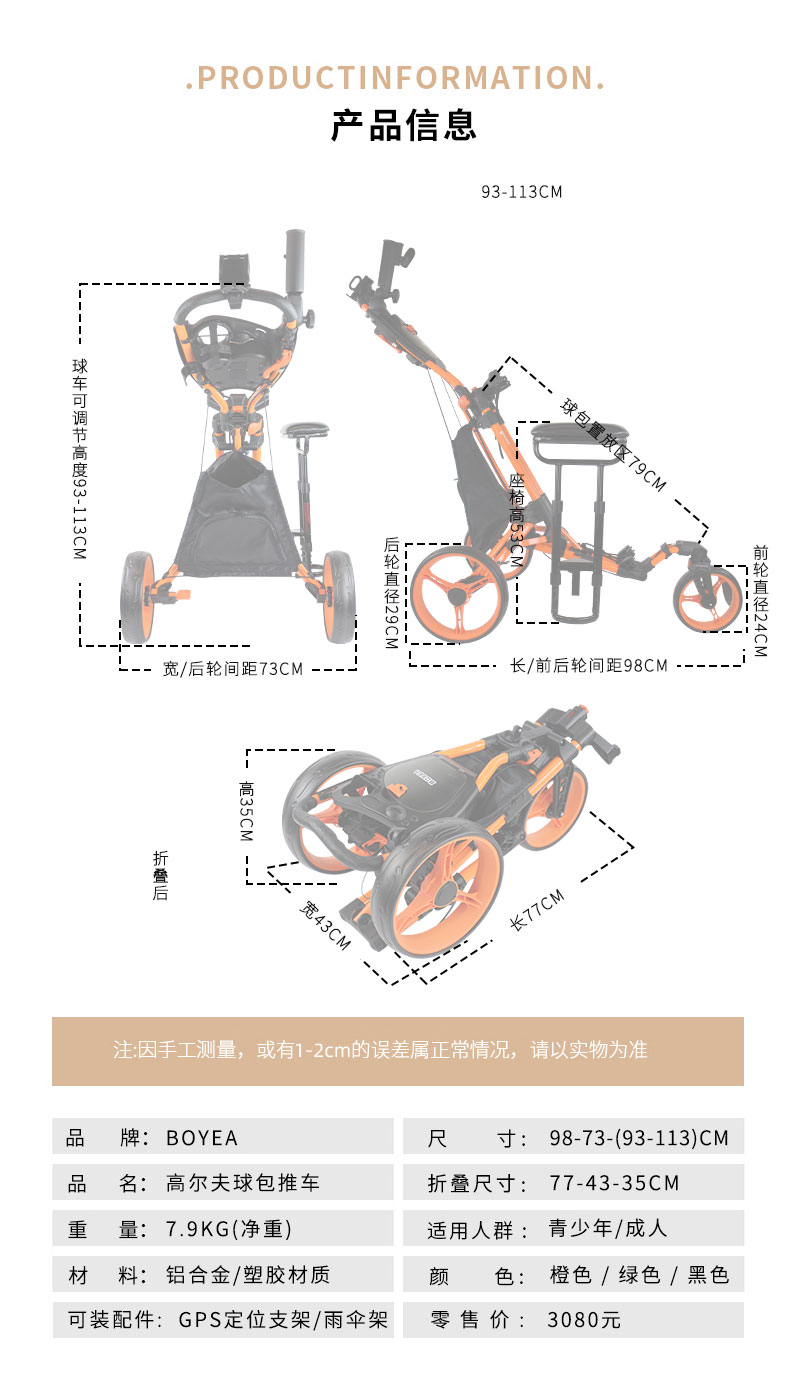 .PRODUCTINFORMATION.
产品信息
93-113CM
球车可调节高度93-113CM
球包置放区79CM
座椅高53CM
后轮直径29CM
前轮直径24CM
宽/后轮间距73CM
长/前后轮间距98CM
高35CM
折叠后
宽43CM
长77CM
注:因手工测量，或有1-2cm的误差属正常情况，请以实物为准
品 牌： BOYEA
尺 寸： 98-73-(93-113)CM
品 名： 高尔夫球包推车
折叠尺寸： 77-43-35CM
重 量： 7.9KG(净重)
适用人群： 青少年/成人
材 料： 铝合金/塑胶材质
颜 色： 橙色 / 绿色 / 黑色
可装配件： GPS定位支架/雨伞架
零售价： 3080元